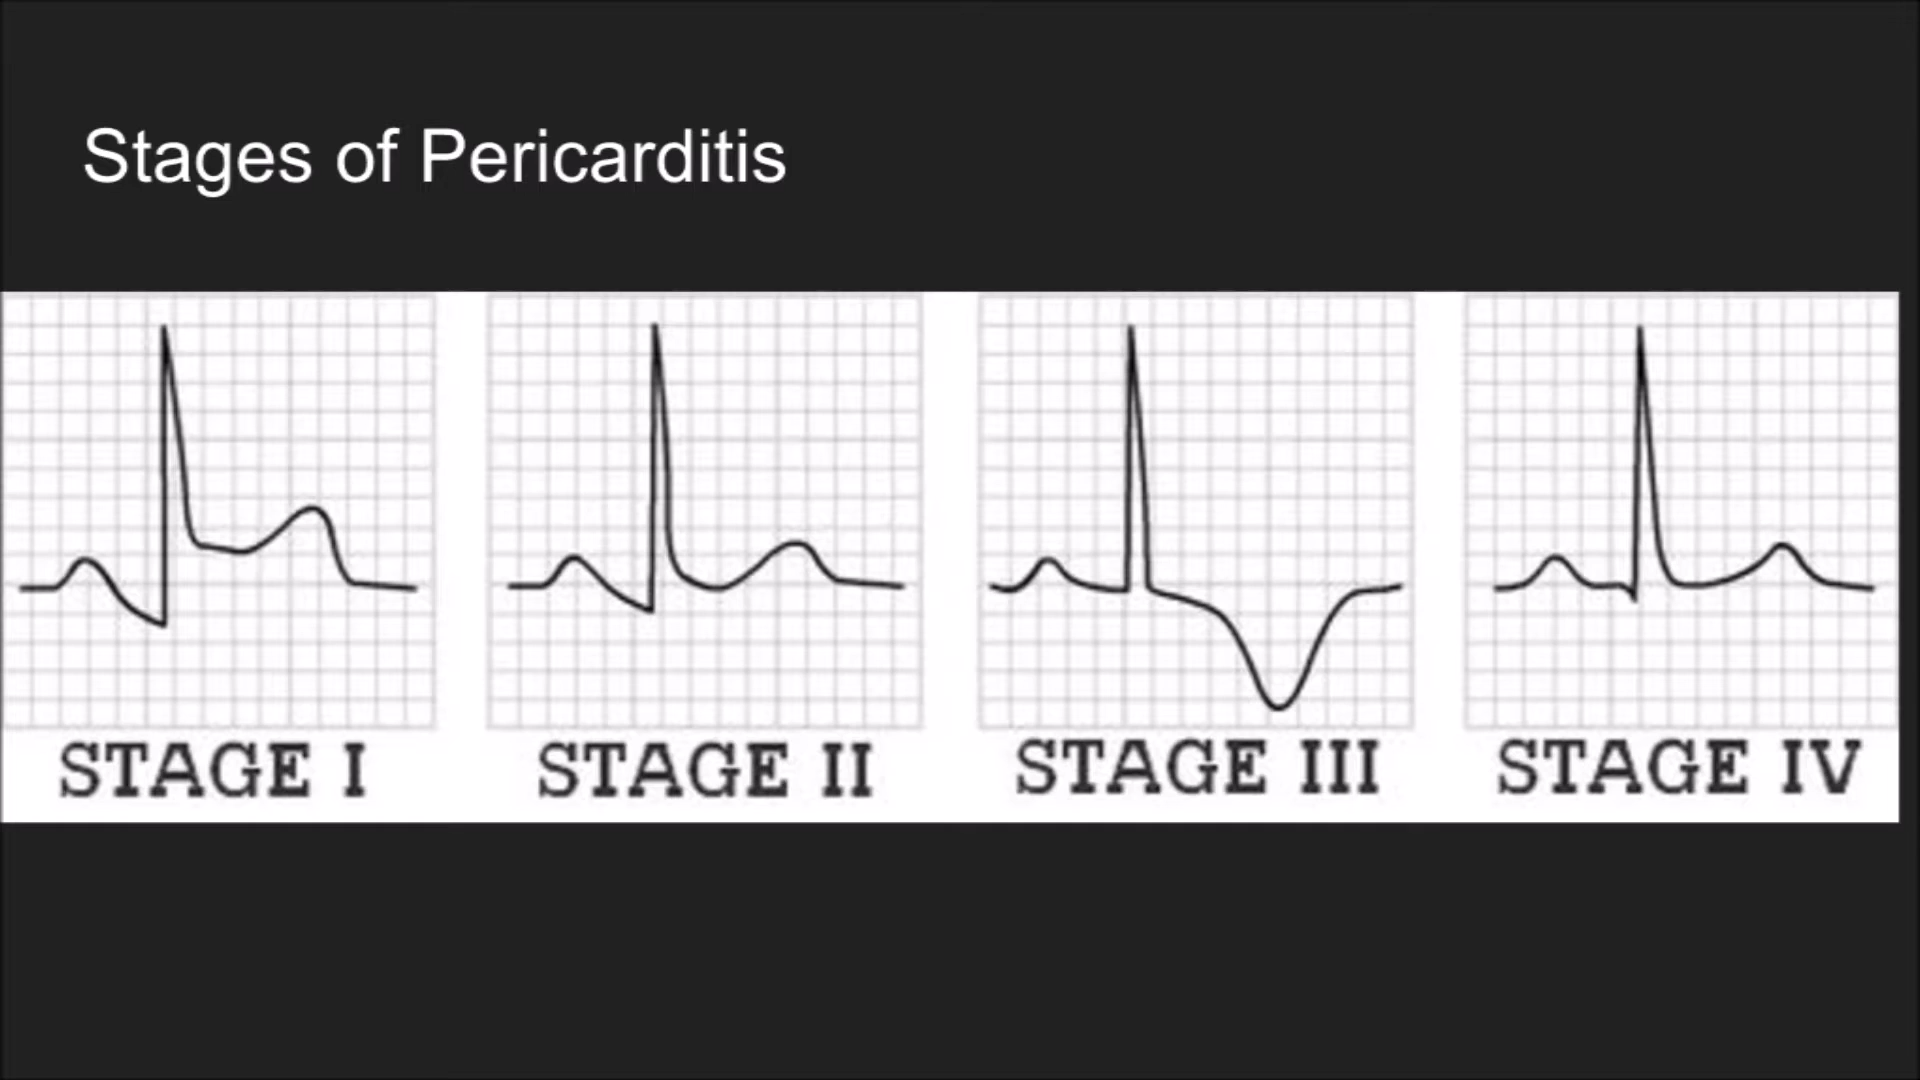 Stages of Pericarditis
STAGE I
STAGE II
STAGE III
STAGE IV